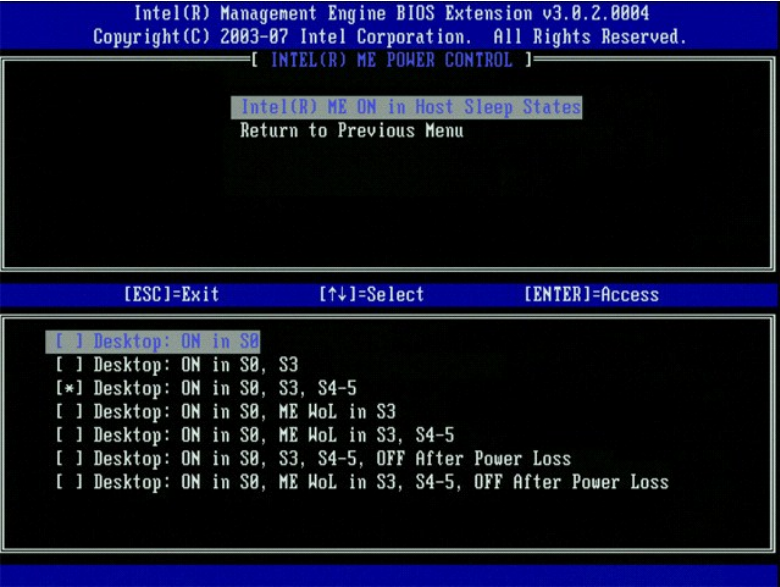 Intel(R) Management Engine BIOS Extension v3.0.2.0004
Copyright(C) 2003-07 Intel Corporation. All Rights Reserved.
[ INTEL(R) ME POWER CONTROL ]
Intel(R) ME ON in Host Sleep States
Return to Previous Menu
[ESC]=Exit [↑↓]=Select [ENTER]=Access
[ ] Desktop: ON in S0
[ ] Desktop: ON in S0, S3
[*] Desktop: ON in S0, S3, S4-5
[ ] Desktop: ON in S0, ME WoL in S3
[ ] Desktop: ON in S0, ME WoL in S3, S4-5
[ ] Desktop: ON in S0, S3, S4-5, OFF After Power Loss
[ ] Desktop: ON in S0, ME WoL in S3, S4-5, OFF After Power Loss